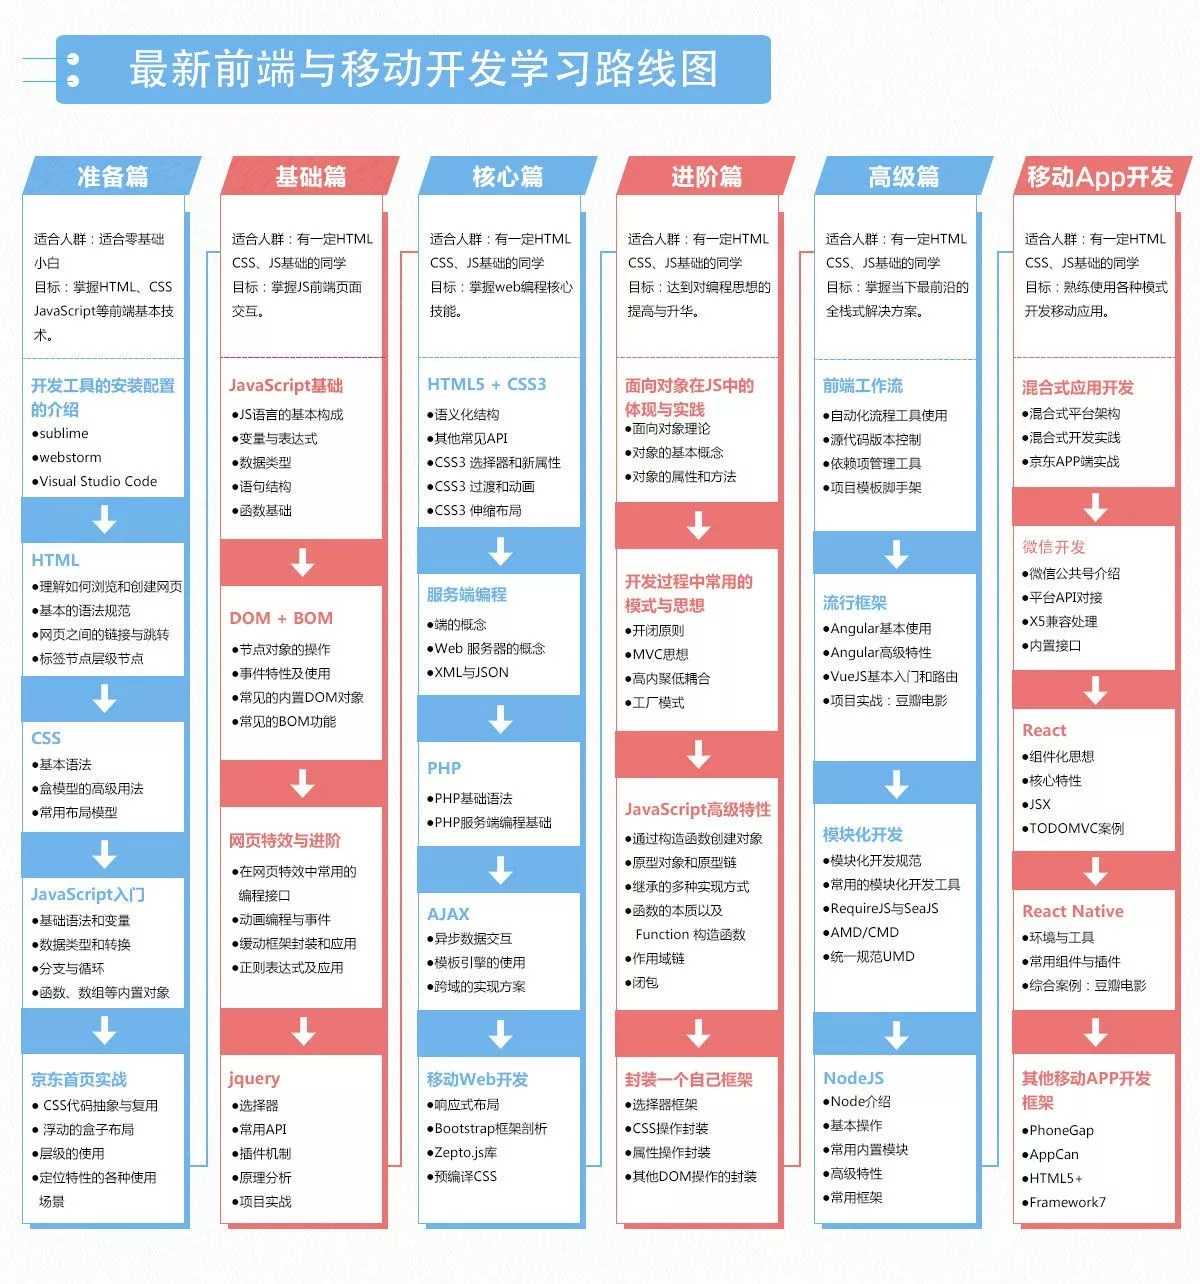 最新前端与移动开发学习路线图
准备篇
适合人群：适合零基础
小白
目标：掌握HTML、CSS
JavaScript等前端基本技
术。
开发工具的安装配置
的介绍
●sublime
●webstorm
●Visual Studio Code
HTML
●理解如何浏览和创建网页
●基本的语法规范
●网页之间的链接与跳转
●标签节点层级节点
CSS
●基本语法
●盒模型的高级用法
●常用布局模型
JavaScript入门
●基础语法和变量
●数据类型和转换
●分支与循环
●函数、数组等内置对象
京东首页实战
● CSS代码抽象与复用
● 浮动的盒子布局
●层级的使用
●定位特性的各种使用
场景
基础篇
适合人群：有一定HTML
CSS、JS基础的同学
目标：掌握JS前端页面
交互。
JavaScript基础
●JS语言的基本构成
●变量与表达式
●数据类型
●语句结构
●函数基础
DOM + BOM
●节点对象的操作
●事件特性及使用
●常见的内置DOM对象
●常见的BOM功能
网页特效与进阶
●在网页特效中常用的
编程接口
●动画编程与事件
●缓动框架封装和应用
●正则表达式及应用
jquery
●选择器
●常用API
●插件机制
●原理分析
●项目实战
核心篇
适合人群：有一定HTML
CSS、JS基础的同学
目标：掌握web编程核心
技能。
HTML5 + CSS3
●语义化结构
●其他常见API
●CSS3 选择器和新属性
●CSS3 过渡和动画
●CSS3 伸缩布局
服务端编程
●端的概念
●Web 服务器的概念
●XML与JSON
PHP
●PHP基础语法
●PHP服务端编程基础
AJAX
●异步数据交互
●模板引擎的使用
●跨域的实现方案
移动Web开发
●响应式布局
●Bootstrap框架剖析
●Zepto.js库
●预编译CSS
进阶篇
适合人群：有一定HTML
CSS、JS基础的同学
目标：达到对编程思想的
提高与升华。
面向对象在JS中的
体现与实践
●面向对象理论
●对象的基本概念
●对象的属性和方法
开发过程中常用的
模式与思想
●开闭原则
●MVC思想
●高内聚低耦合
●工厂模式
JavaScript高级特性
●通过构造函数创建对象
●原型对象和原型链
●继承的多种实现方式
●函数的本质以及
Function 构造函数
●作用域链
●闭包
封装一个自己框架
●选择器框架
●CSS操作封装
●属性操作封装
●其他DOM操作的封装
高级篇
适合人群：有一定HTML
CSS、JS基础的同学
目标：掌握当下最前沿的
全栈式解决方案。
前端工作流
●自动化流程工具使用
●源代码版本控制
●依赖项管理工具
●项目模板脚手架
流行框架
●Angular基本使用
●Angular高级特性
●VueJS基本入门和路由
●项目实战：豆瓣电影
模块化开发
●模块化开发规范
●常用的模块化开发工具
●RequireJS与SeaJS
●AMD/CMD
●统一规范UMD
NodeJS
●Node介绍
●基本操作
●常用内置模块
●高级特性
●常用框架
移动App开发
适合人群：有一定HTML
CSS、JS基础的同学
目标：熟练使用各种模式
开发移动应用。
混合式应用开发
●混合式平台架构
●混合式开发实践
●京东APP端实战
微信开发
●微信公共号介绍
●平台API对接
●X5兼容处理
●内置接口
React
●组件化思想
●核心特性
●JSX
●TODOMVC案例
React Native
●环境与工具
●常用组件与插件
●综合案例：豆瓣电影
其他移动APP开发
框架
●PhoneGap
●AppCan
●HTML5+
●Framework7